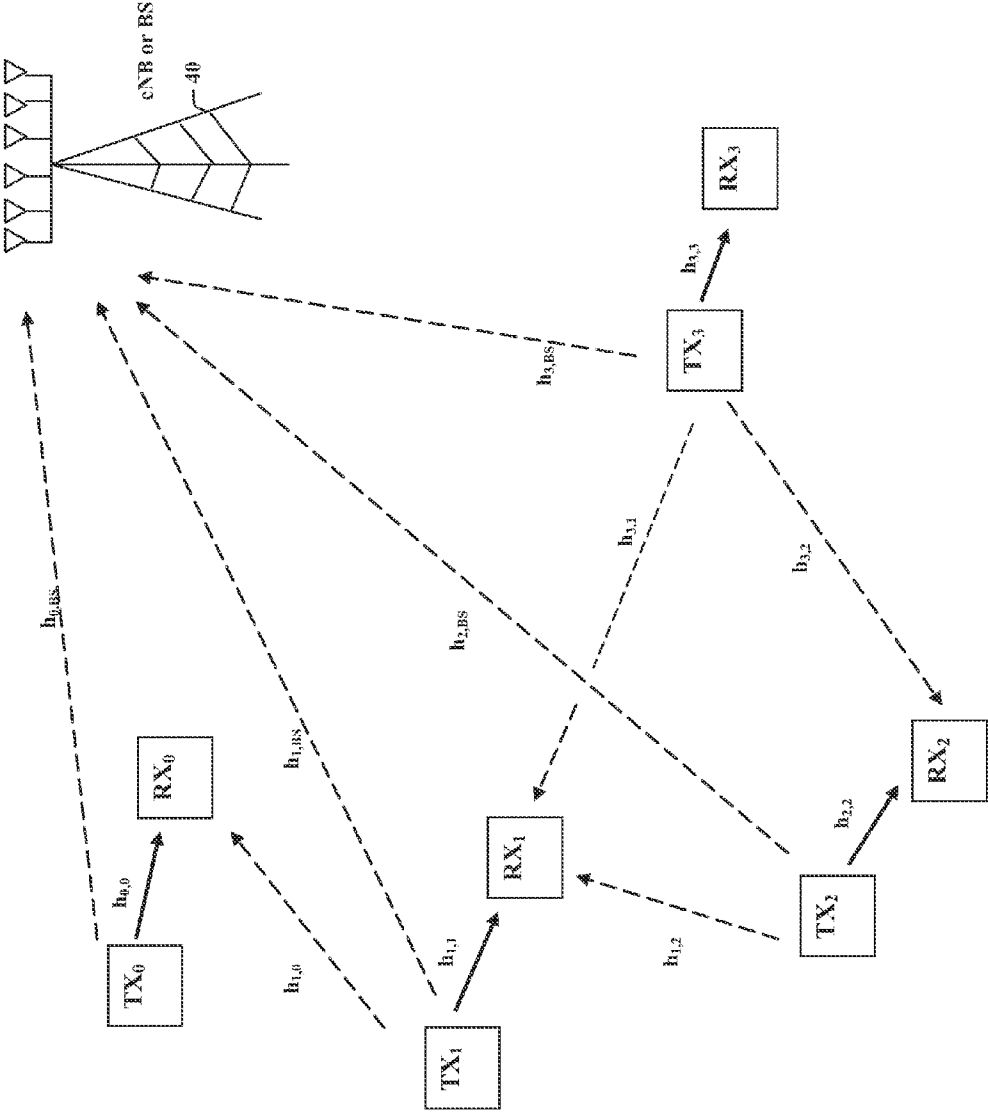 h₀,BS
h₀,₀
TX₀
eNB or BS
RX₀
40
h₁,₀
h₁,BS
h₁,₁
TX₁
h₂,BS
RX₁
h₃,BS
h₃,₁
h₁,₂
h₃,₃
TX₃
RX₃
h₃,₂
TX₂
h₂,₂
RX₂